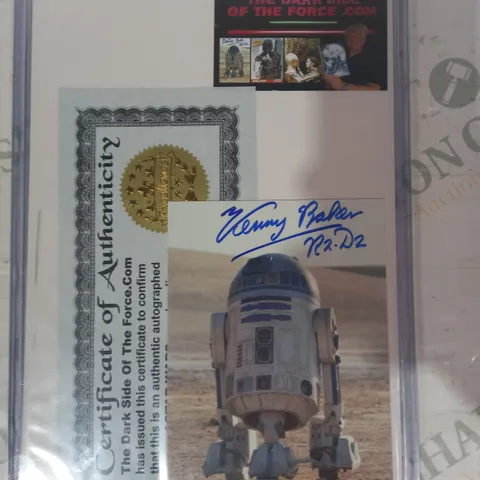 THE DARK SIDE
OF THE FORCE .COM
Certificate of Authenticity
The Dark Side Of The Force.Com
has issued this certificate to confirm
that this is an authentic autographed
Kenny Baker
R2·D2